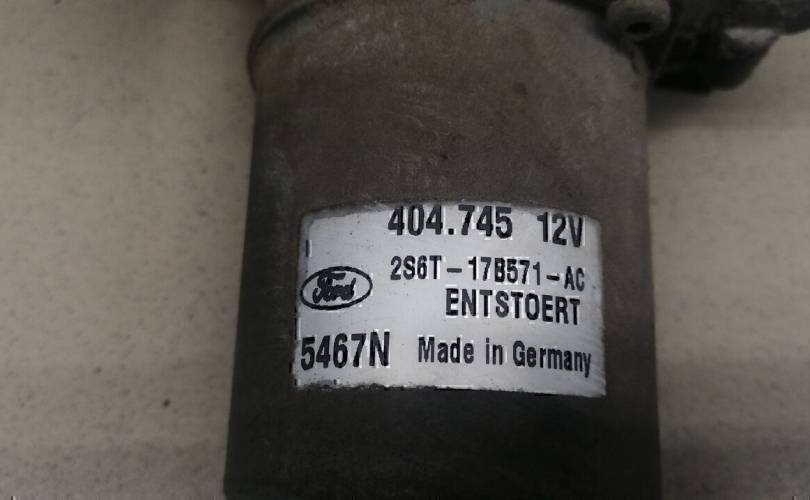 404.745 12V
2S6T-17B571-AC
Ford
ENTSTOERT
5467N Made in Germany